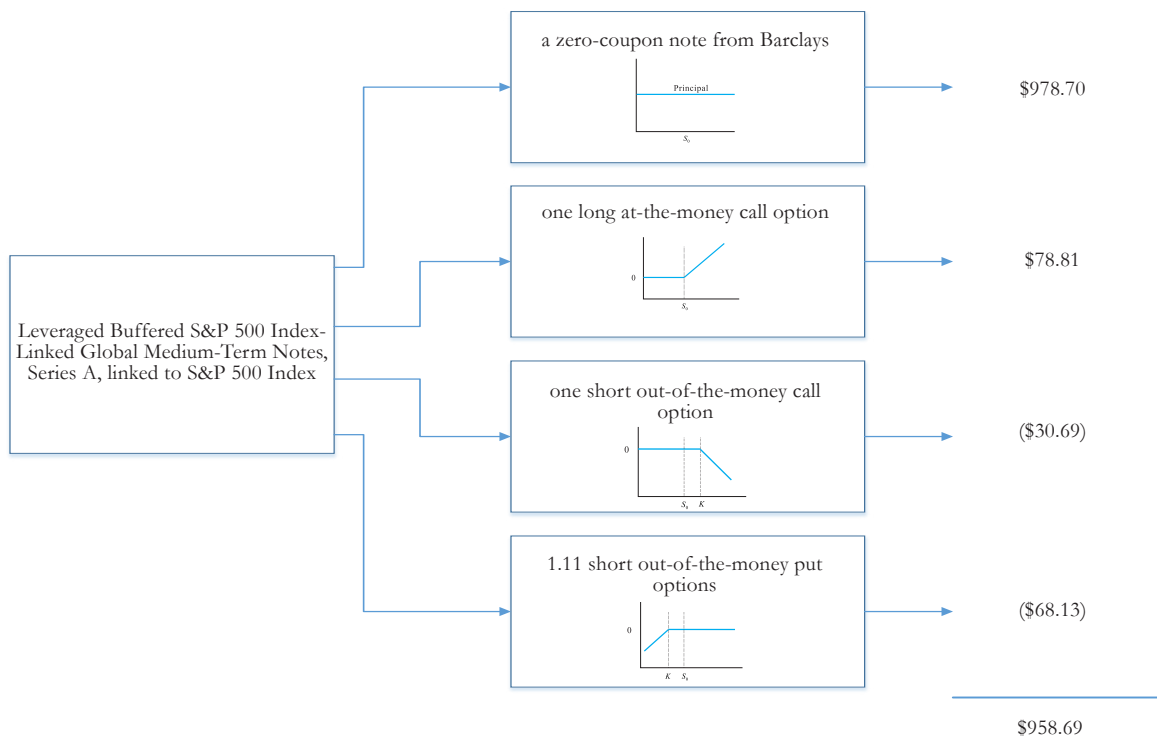 a zero-coupon note from Barclays
Principal
S₀
$978.70
one long at-the-money call option
0
S₀
$78.81
Leveraged Buffered S&P 500 Index-
Linked Global Medium-Term Notes,
Series A, linked to S&P 500 Index
one short out-of-the-money call
option
0
S₀ K
($30.69)
1.11 short out-of-the-money put
options
0
K S₀
($68.13)
$958.69